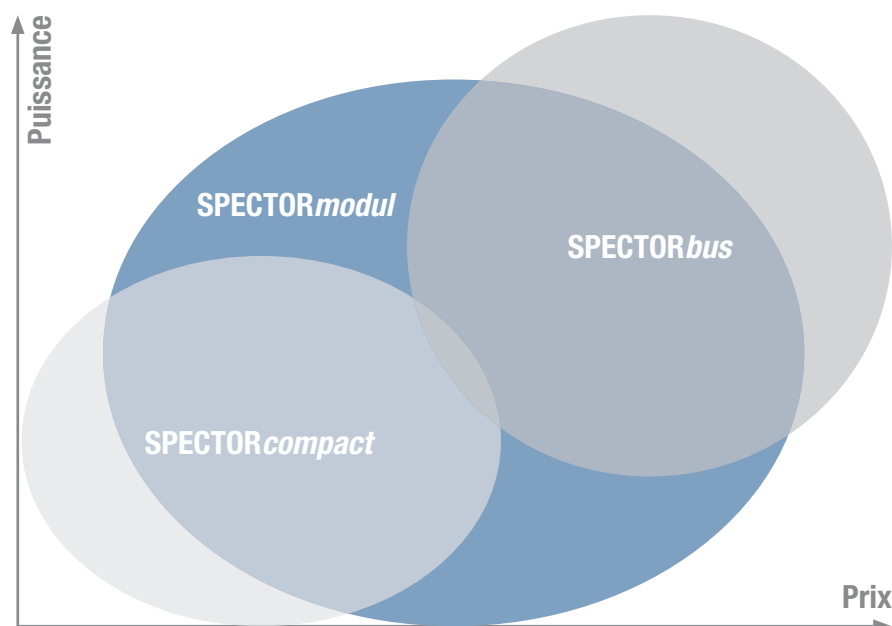 Puissance
SPECTORmodul
SPECTORbus
SPECTORcompact
Prix